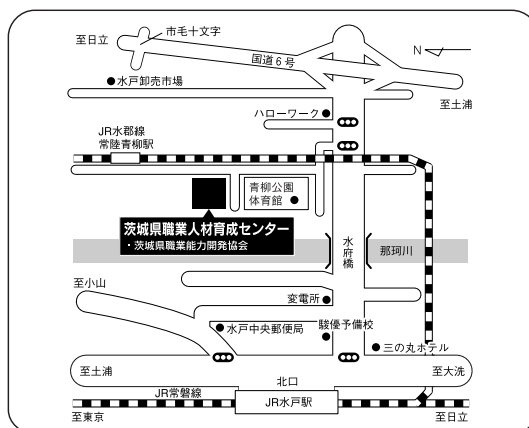 市毛十文字
至日立
国道6号
N
水戸卸売市場
至土浦
ハローワーク
JR水郡線
常陸青柳駅
青柳公園
体育館
茨城県職業人材育成センター
・茨城県職業能力開発協会
水府橋
那珂川
至小山
変電所
水戸中央郵便局
駿優予備校
三の丸ホテル
至土浦
北口
至大洗
JR常磐線
JR水戸駅
至東京
至日立